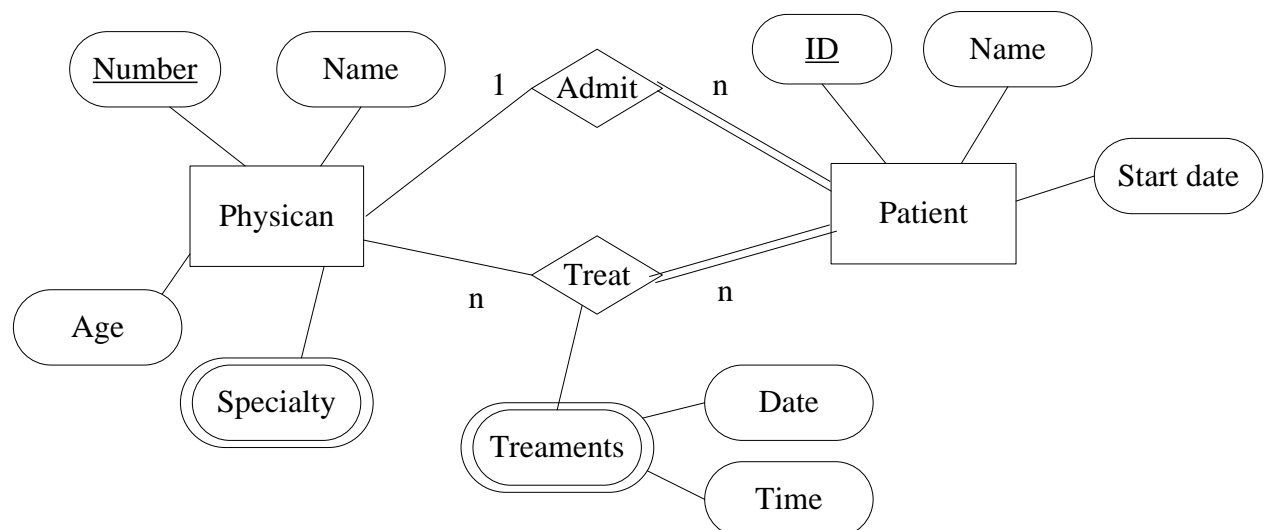 Number
Name
1
Admit
n
ID
Name
Start date
Physican
Patient
Treat
n
n
Age
Specialty
Treaments
Date
Time